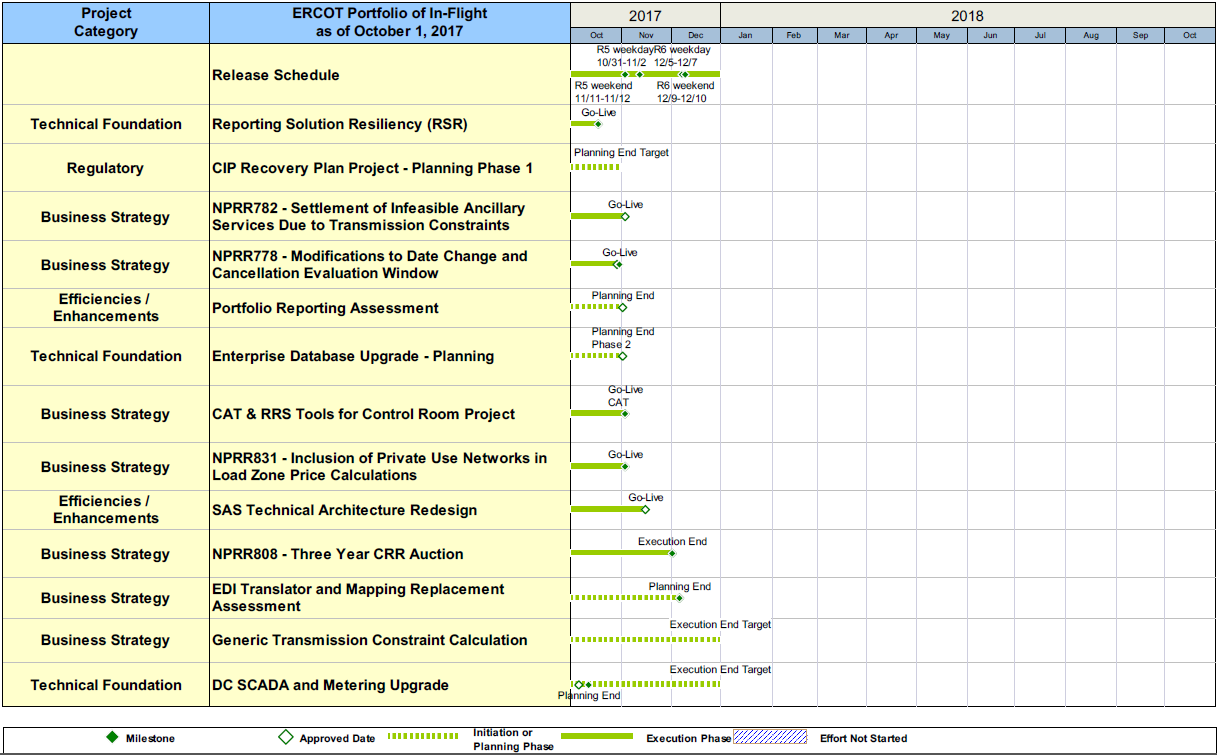 Project
Category
ERCOT Portfolio of In-Flight
as of October 1, 2017
2017
2018
Oct
Nov
Dec
Jan
Feb
Mar
Apr
May
Jun
Jul
Aug
Sep
Oct
Release Schedule
R5 weekday
10/31-11/2
R6 weekday
12/5-12/7
R5 weekend
11/11-11/12
R6 weekend
12/9-12/10
Technical Foundation
Reporting Solution Resiliency (RSR)
Go-Live
Regulatory
CIP Recovery Plan Project - Planning Phase 1
Planning End Target
Business Strategy
NPRR782 - Settlement of Infeasible Ancillary
Services Due to Transmission Constraints
Go-Live
Business Strategy
NPRR778 - Modifications to Date Change and
Cancellation Evaluation Window
Go-Live
Efficiencies /
Enhancements
Portfolio Reporting Assessment
Planning End
Technical Foundation
Enterprise Database Upgrade - Planning
Planning End
Phase 2
Business Strategy
CAT & RRS Tools for Control Room Project
Go-Live
CAT
Business Strategy
NPRR831 - Inclusion of Private Use Networks in
Load Zone Price Calculations
Go-Live
Efficiencies /
Enhancements
SAS Technical Architecture Redesign
Go-Live
Business Strategy
NPRR808 - Three Year CRR Auction
Execution End
Business Strategy
EDI Translator and Mapping Replacement
Assessment
Planning End
Business Strategy
Generic Transmission Constraint Calculation
Execution End Target
Technical Foundation
DC SCADA and Metering Upgrade
Execution End Target
Planning End
Milestone
Approved Date
Initiation or
Planning Phase
Execution Phase
Effort Not Started